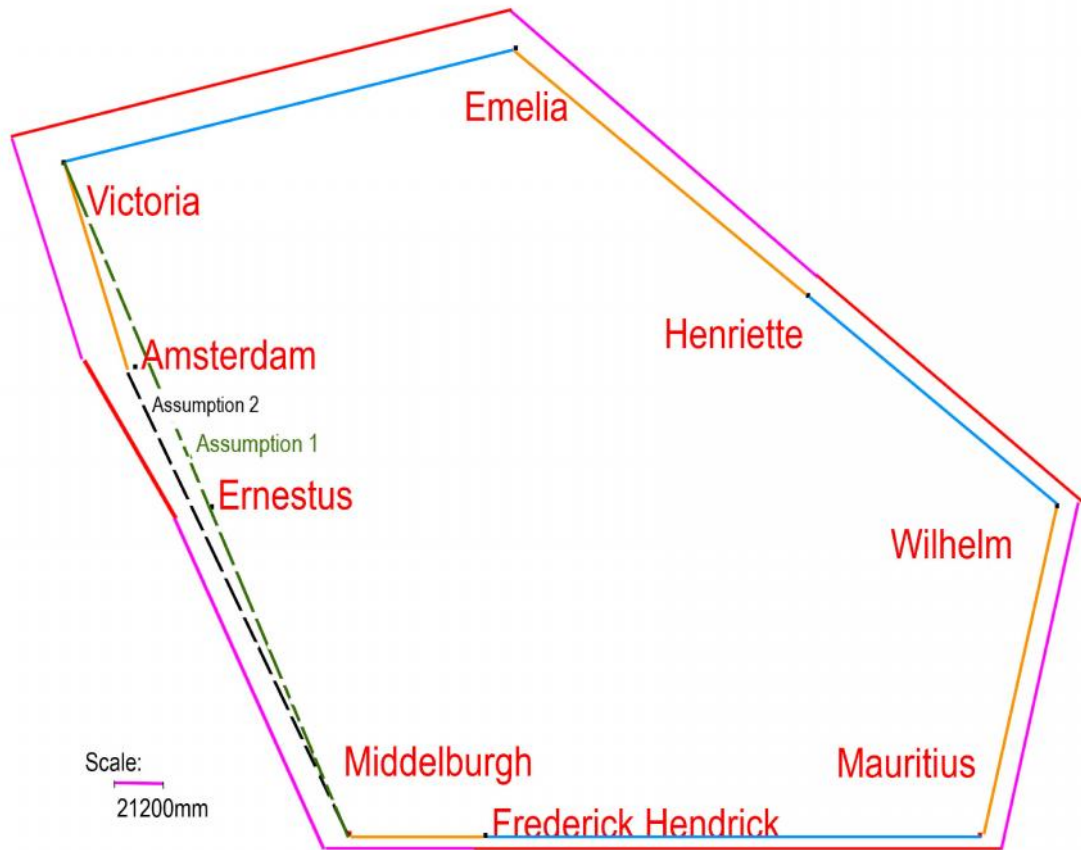 Emelia
Victoria
Henriette
Amsterdam
Assumption 2
Assumption 1
Ernestus
Wilhelm
Middelburgh
Mauritius
Scale:
21200mm
Frederick Hendrick